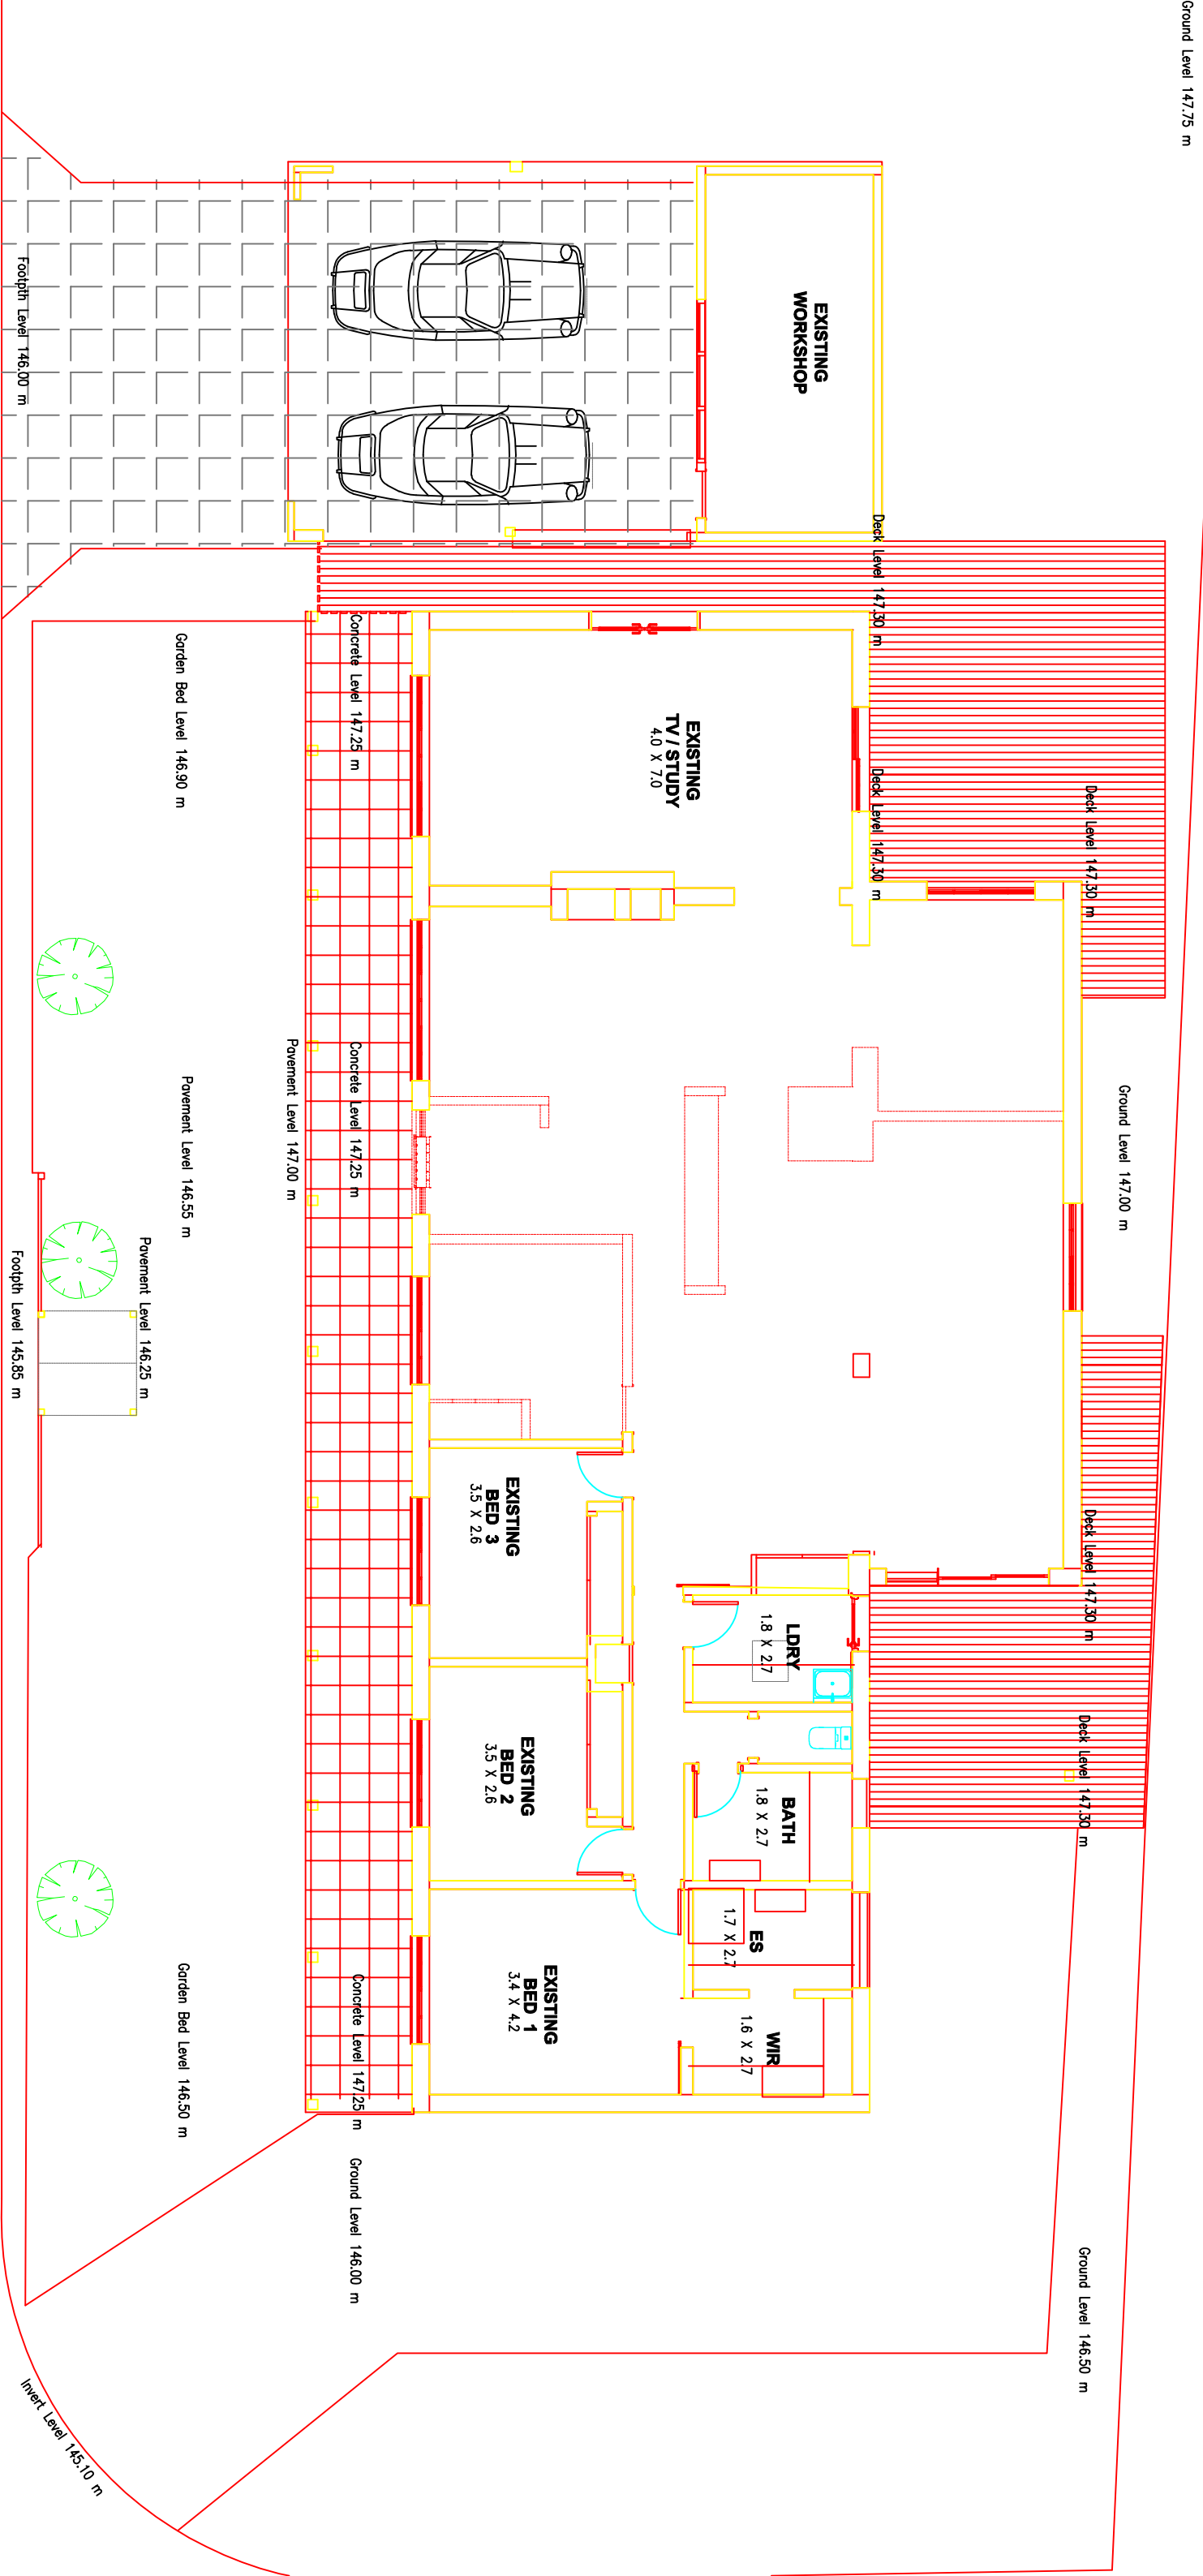 Ground Level 147.75 m
Footpth Level 146.00 m
EXISTING
WORKSHOP
Deck Level 147.30 m
Concrete Level 147.25 m
Garden Bed Level 146.90 m
EXISTING
TV / STUDY
4.0 X 7.0
Deck Level 147.30 m
Deck Level 147.30 m
Pavement Level 147.00 m
Concrete Level 147.25 m
Pavement Level 146.55 m
Ground Level 147.00 m
Pavement Level 146.25 m
Footpth Level 145.85 m
EXISTING
BED 3
3.5 X 2.6
Deck Level 147.30 m
LDRY
1.8 X 2.7
Deck Level 147.30 m
EXISTING
BED 2
3.5 X 2.6
BATH
1.8 X 2.7
ES
1.7 X 2.7
EXISTING
BED 1
3.4 X 4.2
WIR
1.6 X 2.7
Garden Bed Level 146.50 m
Concrete Level 147.25 m
Ground Level 146.00 m
Ground Level 146.50 m
Invert Level 145.10 m